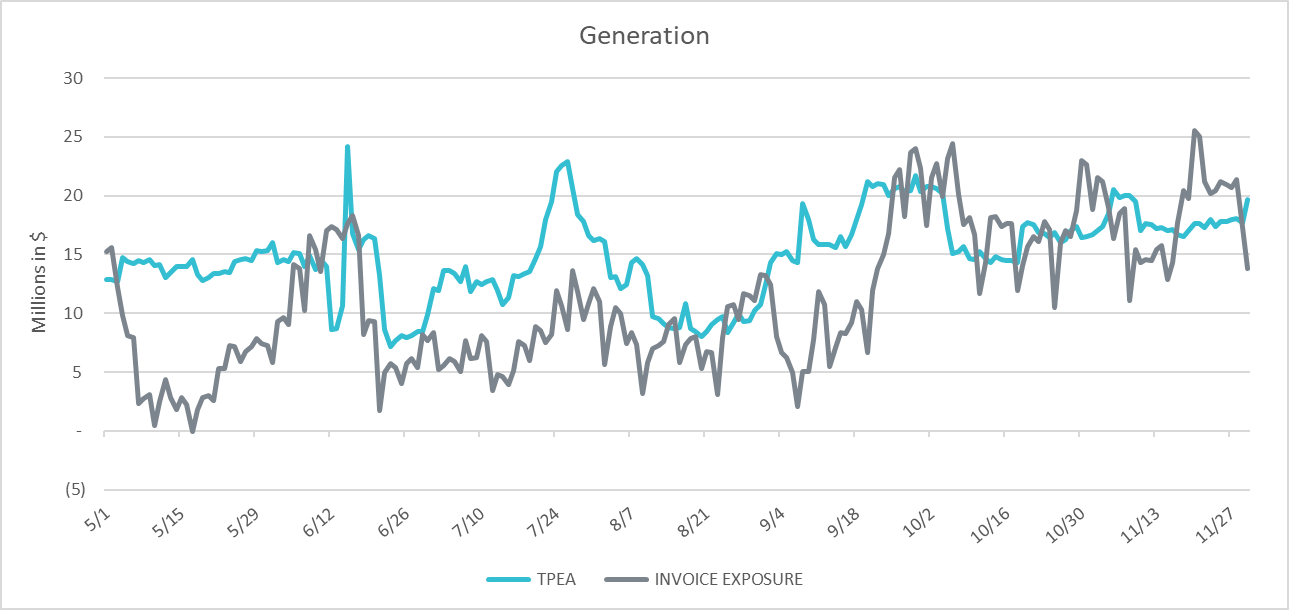 Generation
Millions in $
30
25
20
15
10
5
-
(5)
5/1 5/15 5/29 6/12 6/26 7/10 7/24 8/7 8/21 9/4 9/18 10/2 10/16 10/30 11/13 11/27
TPEA INVOICE EXPOSURE